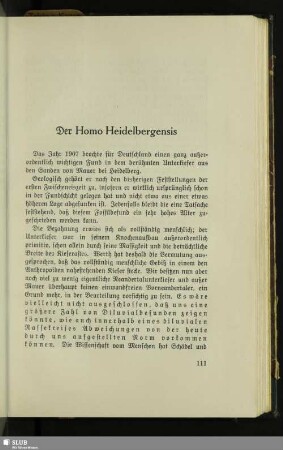 Der Homo Heidelbergensis
Das Jahr 1907 brachte für Deutschland einen ganz außer-
ordentlich wichtigen Fund in dem berühmten Unterkiefer aus
den Sanden von Mauer bei Heidelberg.
Geologisch gehört er nach den bisherigen Feststellungen der
ersten Zwischeneiszeit zu, insofern er wirklich ursprünglich schon
in der Fundschicht gelegen hat und nicht etwa aus einer etwas
höheren Lage abgesunken ist. Jedenfalls bleibt die Tatsache
feststehend, daß diesem Fossilbefund ein sehr hohes Alter zu-
geschrieben werden kann.
Die Bezahnung erwies sich als vollständig menschlich; der
Unterkiefer war in seinem Knochenaufbau außerordentlich
primitiv, schon allein durch seine Massigkeit und die beträchtliche
Breite der Kieferäste. Werth hat deshalb die Vermutung aus-
gesprochen, daß das vollständig menschliche Gebiß in einem den
Anthropoiden nahestehenden Kiefer stecke. Wir besitzen nun aber
noch viel zu wenig eigentliche Neandertalunterkiefer und außer
Mauer überhaupt keinen einwandfreien Vorneandertaler, ein
Grund mehr, in der Beurteilung vorsichtig zu sein. Es wäre
vielleicht nicht ausgeschlossen, daß uns eine
größere Zahl von Diluvialbefunden zeigen
könnte, wie auch innerhalb eines diluvialen
Rassekreises Abweichungen von der heute
durch uns aufgestellten Norm vorkommen
können. Die Wissenschaft vom Menschen hat Schädel und
111
SLUB